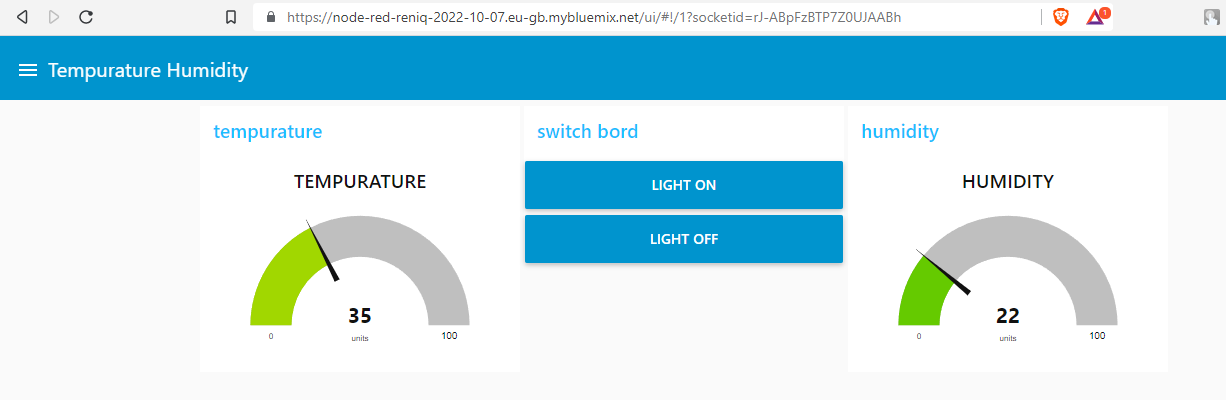 https://node-red-reniq-2022-10-07.eu-gb.mybluemix.net/ui/#!/1?socketid=rJ-ABpFzBTP7Z0UJAABh
1
Tempurature Humidity
tempurature
TEMPURATURE
35
units
0
100
switch bord
LIGHT ON
LIGHT OFF
humidity
HUMIDITY
22
units
0
100